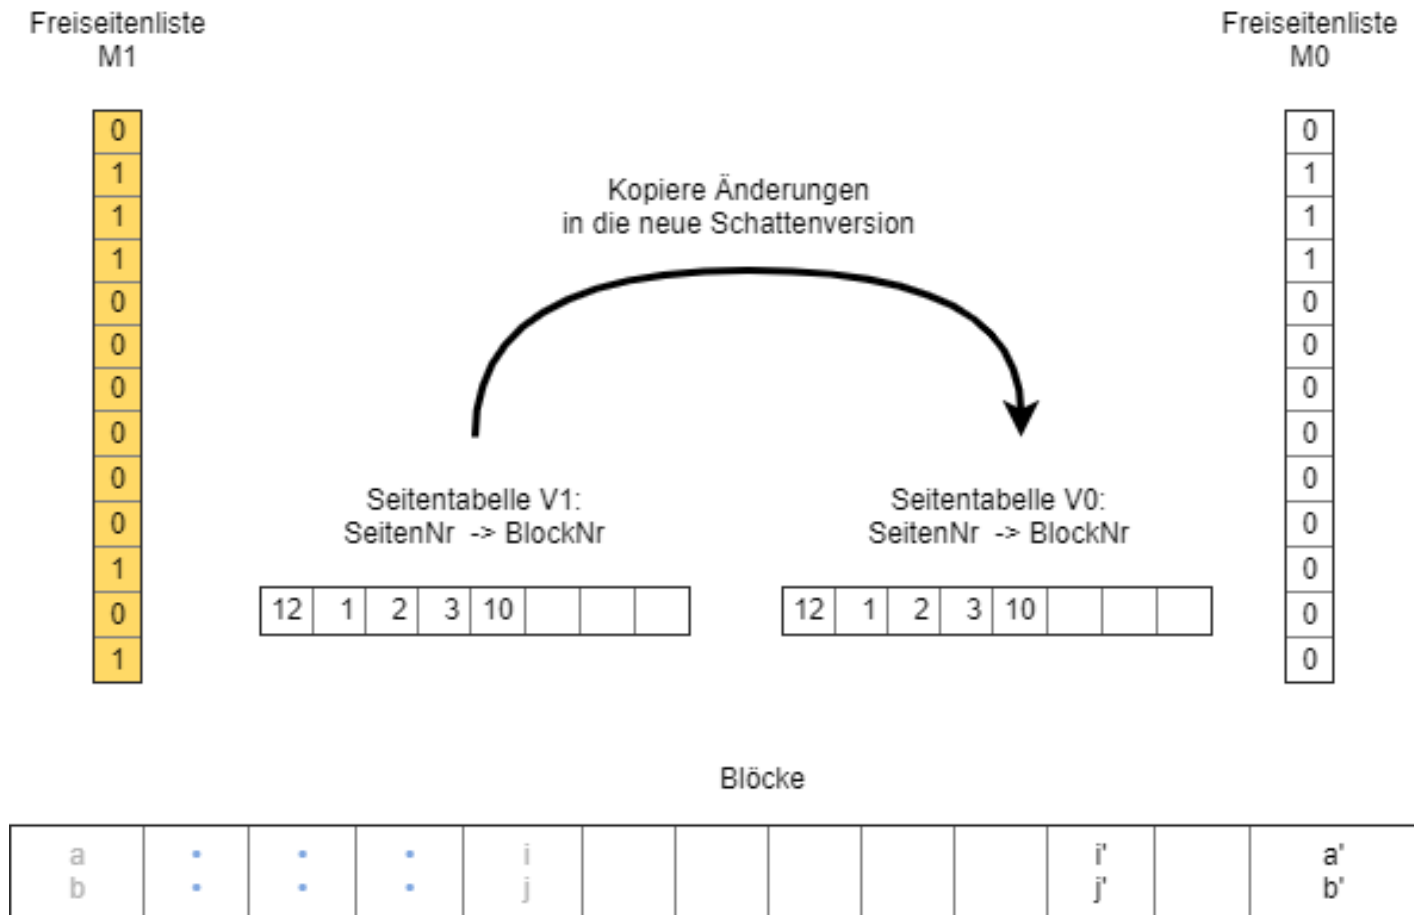 Freiseitenliste
M1
Freiseitenliste
M0
0
1
1
1
0
0
0
0
0
0
1
0
1
Kopiere Änderungen
in die neue Schattenversion
Seitentabelle V1:
SeitenNr -> BlockNr
12 1 2 3 10
Seitentabelle V0:
SeitenNr -> BlockNr
12 1 2 3 10
0
1
1
1
0
0
0
0
0
0
0
0
0
Blöcke
a i i' a'
b j j' b'